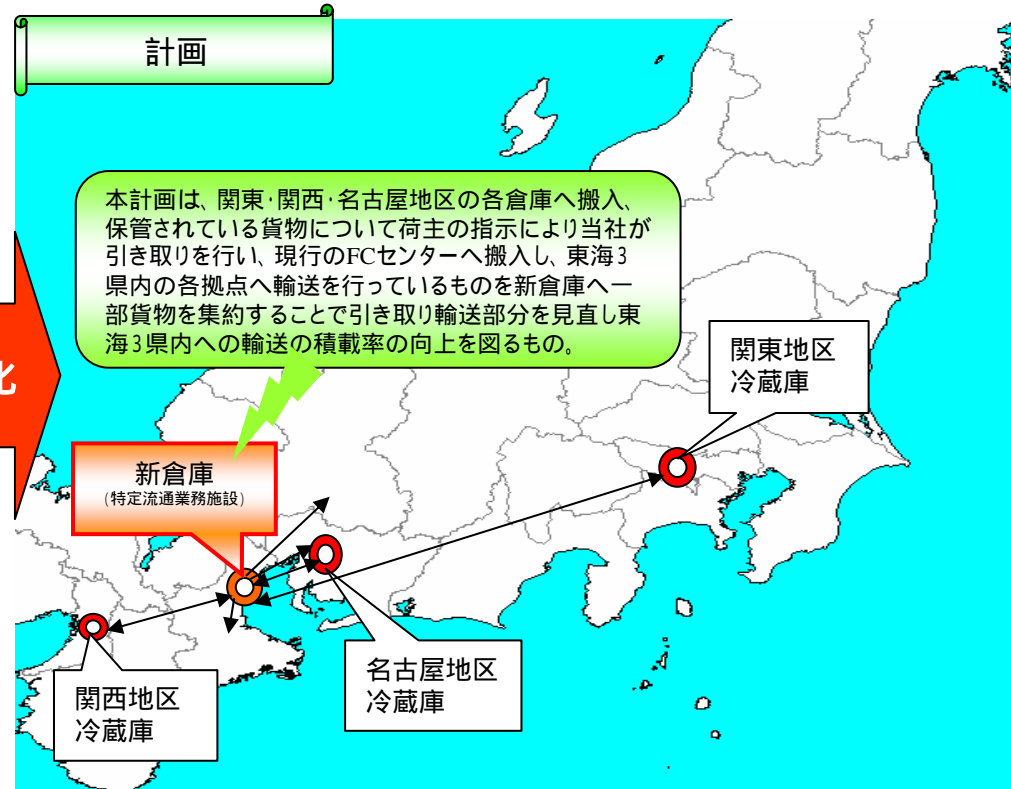 計画
本計画は、関東･関西･名古屋地区の各倉庫へ搬入、
保管されている貨物について荷主の指示により当社が
引き取りを行い、現行のFCセンターへ搬入し、東海3
県内の各拠点へ輸送を行っているものを新倉庫へ一
部貨物を集約することで引き取り輸送部分を見直し東
海3県内への輸送の積載率の向上を図るもの。
化
関東地区
冷蔵庫
新倉庫
(特定流通業務施設)
名古屋地区
冷蔵庫
関西地区
冷蔵庫